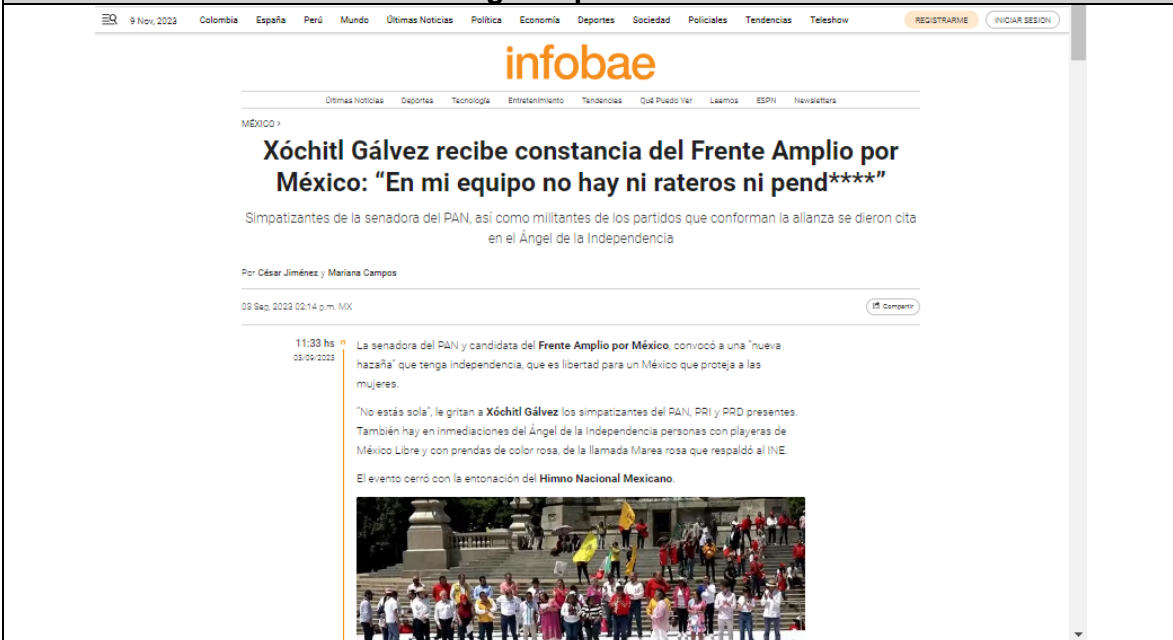 9 Nov, 2023 Colombia España Perú Mundo Últimas Noticias Política Economía Deportes Sociedad Policiales Tendencias Teleshow REGISTRARME INICIAR SESION
infobae
Últimas Noticias Deportes Tecnología Entretenimiento Tendencias Qué Puedo Ver Leamos ESPN Newsletters
MÉXICO >
Xóchitl Gálvez recibe constancia del Frente Amplio por
México: “En mi equipo no hay ni rateros ni pend****”
Simpatizantes de la senadora del PAN, así como militantes de los partidos que conforman la alianza se dieron cita
en el Ángel de la Independencia
Por César Jiménez y Mariana Campos
03 Sep, 2023 02:14 p.m. MX Compartir
11:33 hs
03/09/2023
La senadora del PAN y candidata del Frente Amplio por México, convocó a una “nueva
hazaña” que tenga independencia, que es libertad para un México que proteja a las
mujeres.
“No estás sola”, le gritan a Xóchitl Gálvez los simpatizantes del PAN, PRI y PRD presentes.
También hay en inmediaciones del Ángel de la Independencia personas con playeras de
México Libre y con prendas de color rosa, de la llamada Marea rosa que respaldó al INE.
El evento cerró con la entonación del Himno Nacional Mexicano.